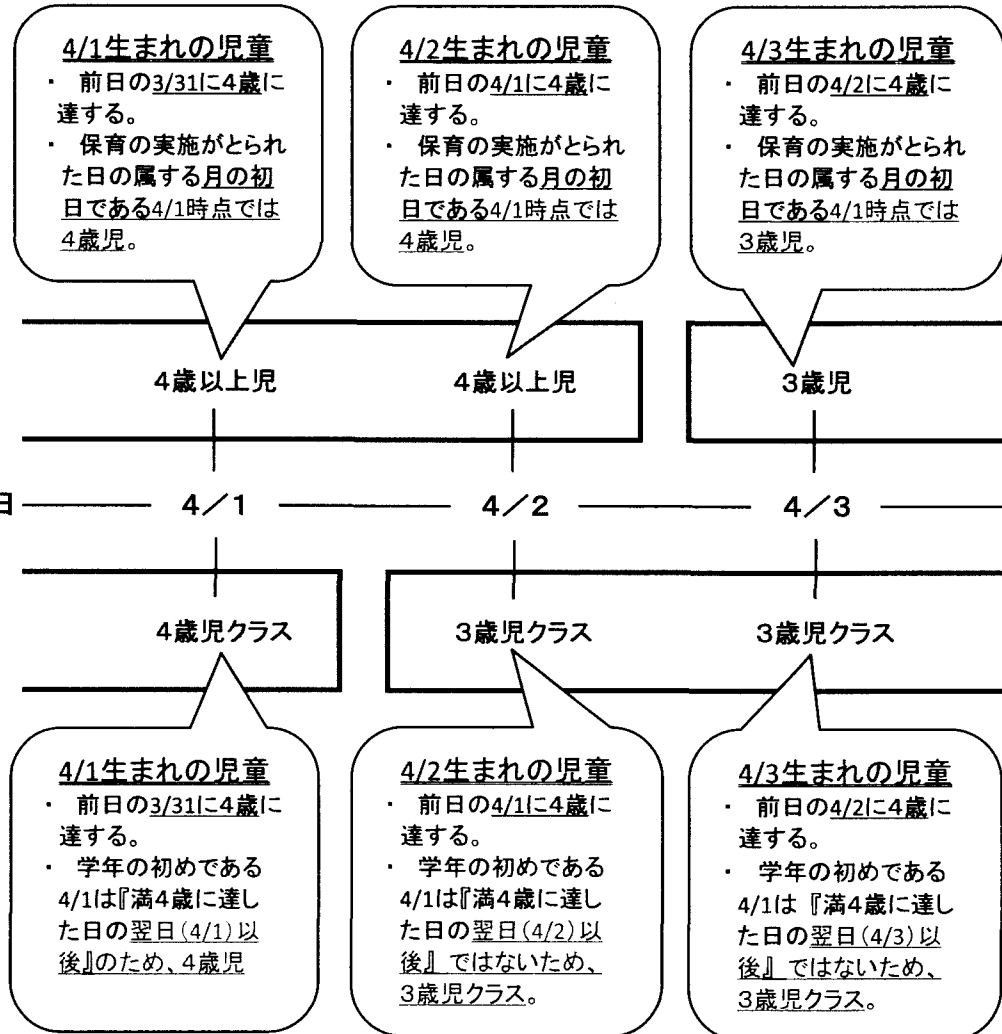 4/1生まれの児童
・ 前日の3/31に4歳に
達する。
・ 保育の実施がとられ
た日の属する月の初
日である4/1時点では
4歳児。
4/2生まれの児童
・ 前日の4/1に4歳に
達する。
・ 保育の実施がとられ
た日の属する月の初
日である4/1時点では
4歳児。
4/3生まれの児童
・ 前日の4/2に4歳に
達する。
・ 保育の実施がとられ
た日の属する月の初
日である4/1時点では
3歳児。
4歳以上児 4歳以上児 3歳児
日 4/1 4/2 4/3
4歳児クラス 3歳児クラス 3歳児クラス
4/1生まれの児童
・ 前日の3/31に4歳に
達する。
・ 学年の初めである
4/1は『満4歳に達し
た日の翌日(4/1)以
後』のため、4歳児
4/2生まれの児童
・ 前日の4/1に4歳に
達する。
・ 学年の初めである
4/1は『満4歳に達し
た日の翌日(4/2)以
後』ではないため、
3歳児クラス。
4/3生まれの児童
・ 前日の4/2に4歳に
達する。
・ 学年の初めである
4/1は『満4歳に達し
た日の翌日(4/3)以
後』ではないため、
3歳児クラス。